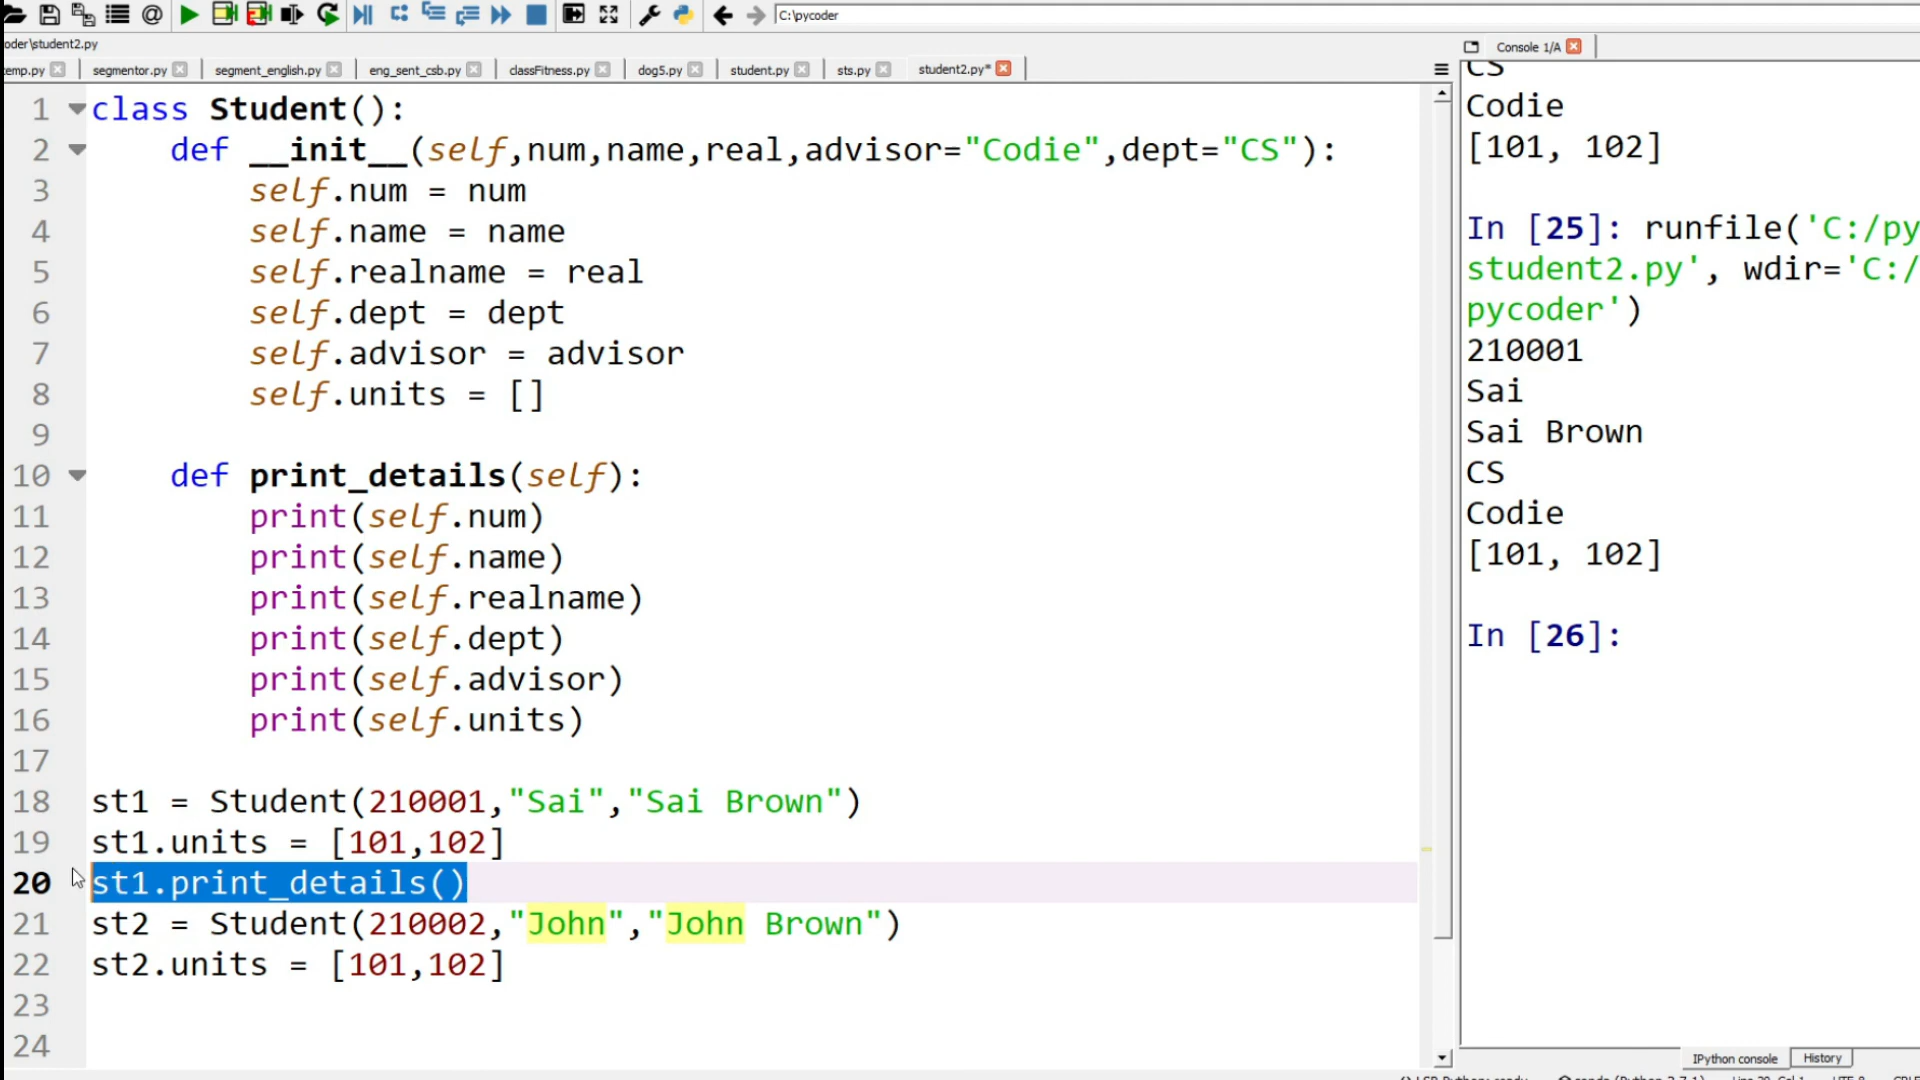 C:\pycoder
oder\student2.py
temp.py
segmentor.py
segment_english.py
eng_sent_csb.py
classFitness.py
dog5.py
student.py
sts.py
student2.py*
1 class Student():
2 def __init__(self,num,name,real,advisor="Codie",dept="CS"):
3 self.num = num
4 self.name = name
5 self.realname = real
6 self.dept = dept
7 self.advisor = advisor
8 self.units = []
9
10 def print_details(self):
11 print(self.num)
12 print(self.name)
13 print(self.realname)
14 print(self.dept)
15 print(self.advisor)
16 print(self.units)
17
18 st1 = Student(210001,"Sai","Sai Brown")
19 st1.units = [101,102]
20 st1.print_details()
21 st2 = Student(210002,"John","John Brown")
22 st2.units = [101,102]
23
24
Console 1/A
CS
Codie
[101, 102]
In [25]: runfile('C:/py
student2.py', wdir='C:/
pycoder')
210001
Sai
Sai Brown
CS
Codie
[101, 102]
In [26]:
IPython console
History